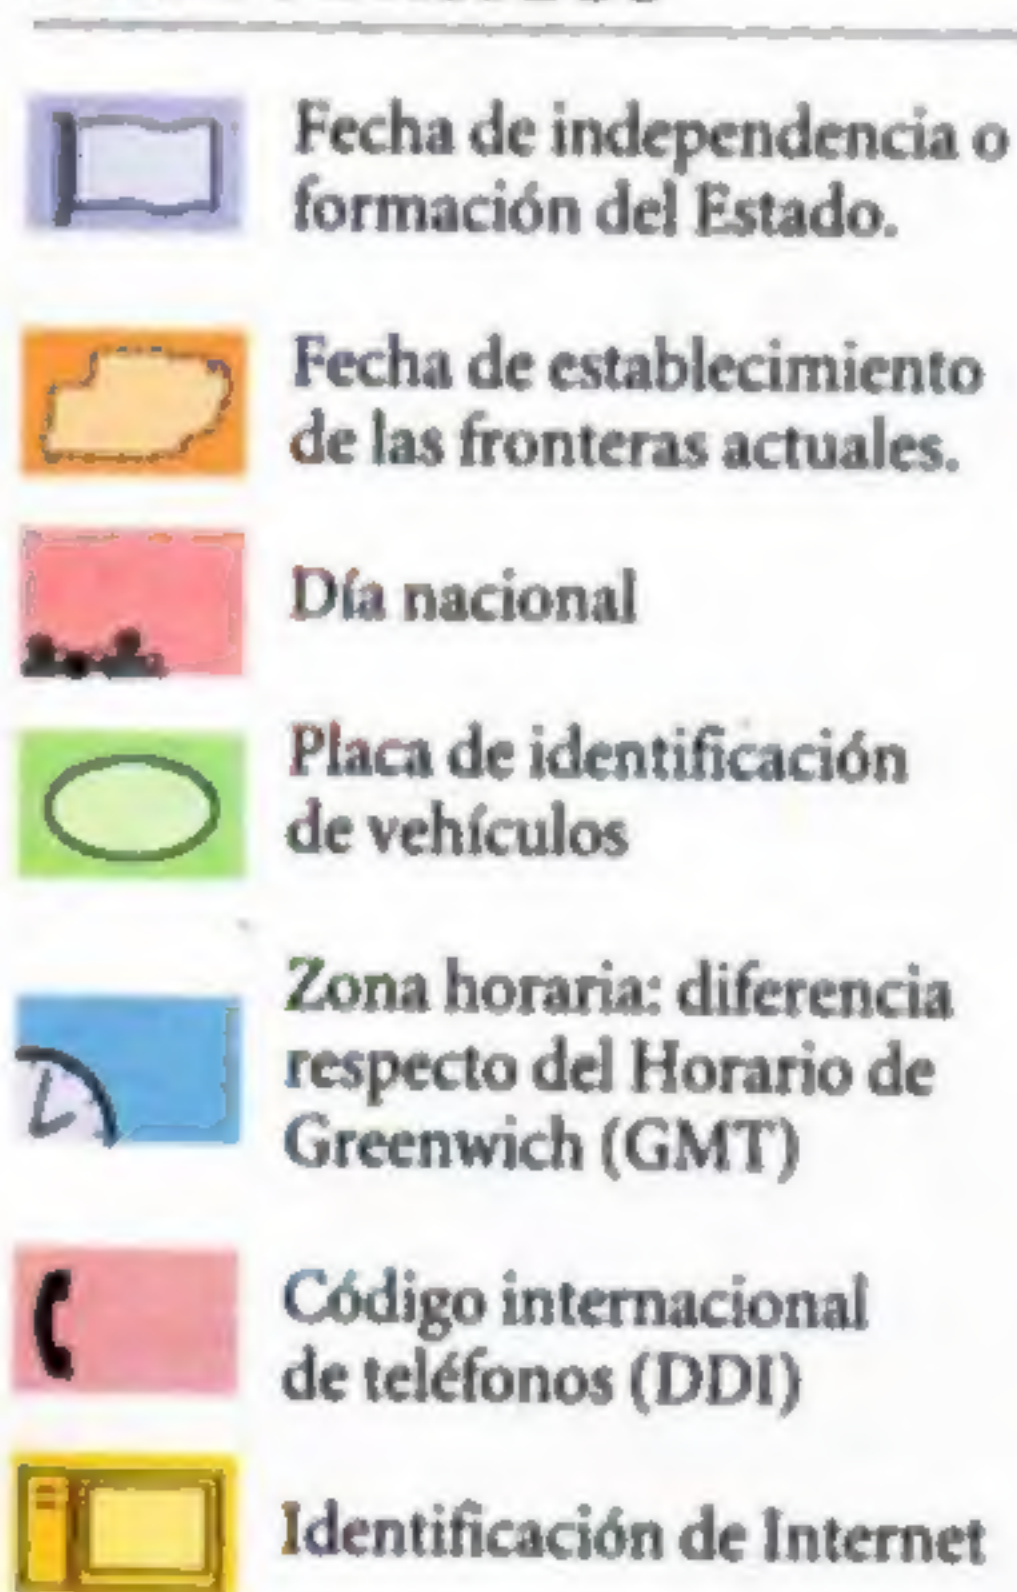 Fecha de independencia o
formación del Estado.
Fecha de establecimiento
de las fronteras actuales.
Día nacional
Placa de identificación
de vehículos
Zona horaria: diferencia
respecto del Horario de
Greenwich (GMT)
Código internacional
de teléfonos (DDI)
Identificación de Internet